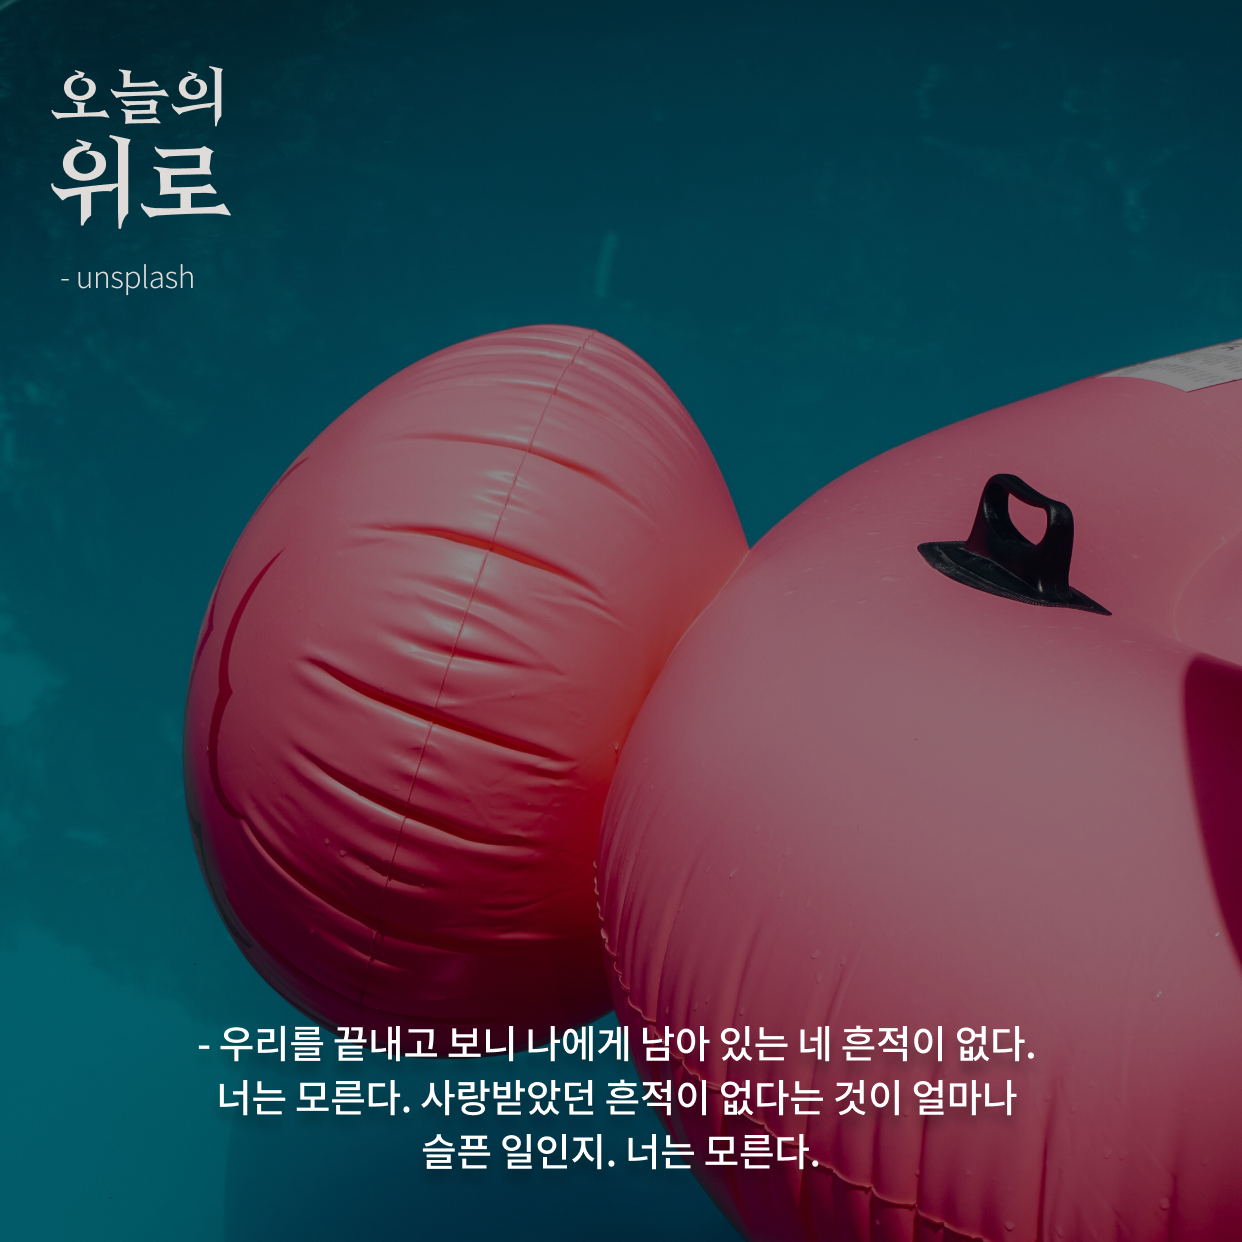 오늘의
위로
- unsplash
- 우리를 끝내고 보니 나에게 남아 있는 네 흔적이 없다.
너는 모른다. 사랑받았던 흔적이 없다는 것이 얼마나
슬픈 일인지. 너는 모른다.